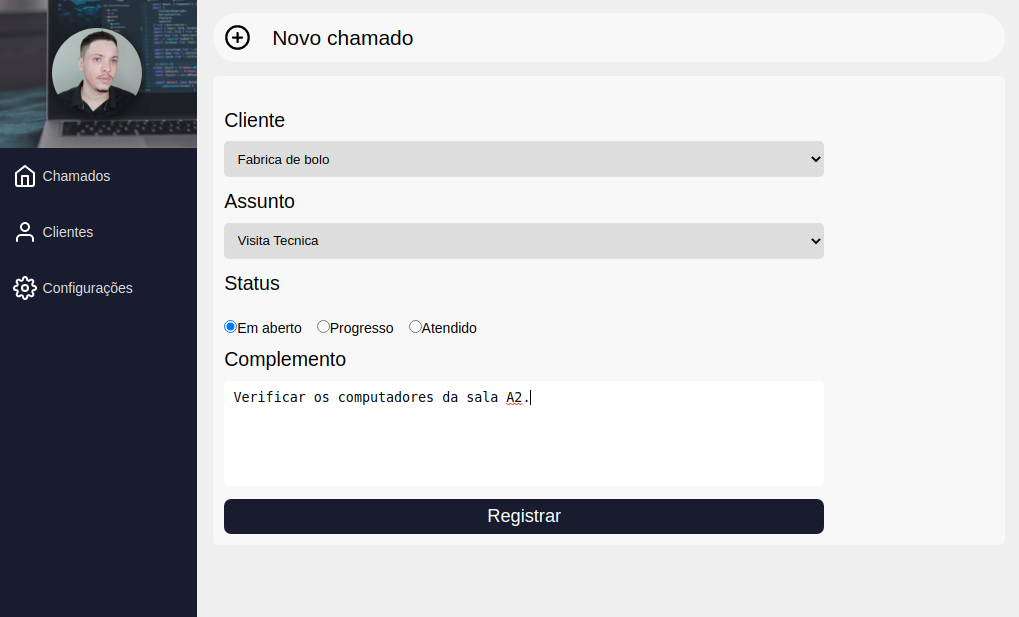 Novo chamado
Chamados
Clientes
Configurações
Cliente
Fabrica de bolo
Assunto
Visita Tecnica
Status
Em aberto Progresso Atendido
Complemento
Verificar os computadores da sala A2.
Registrar